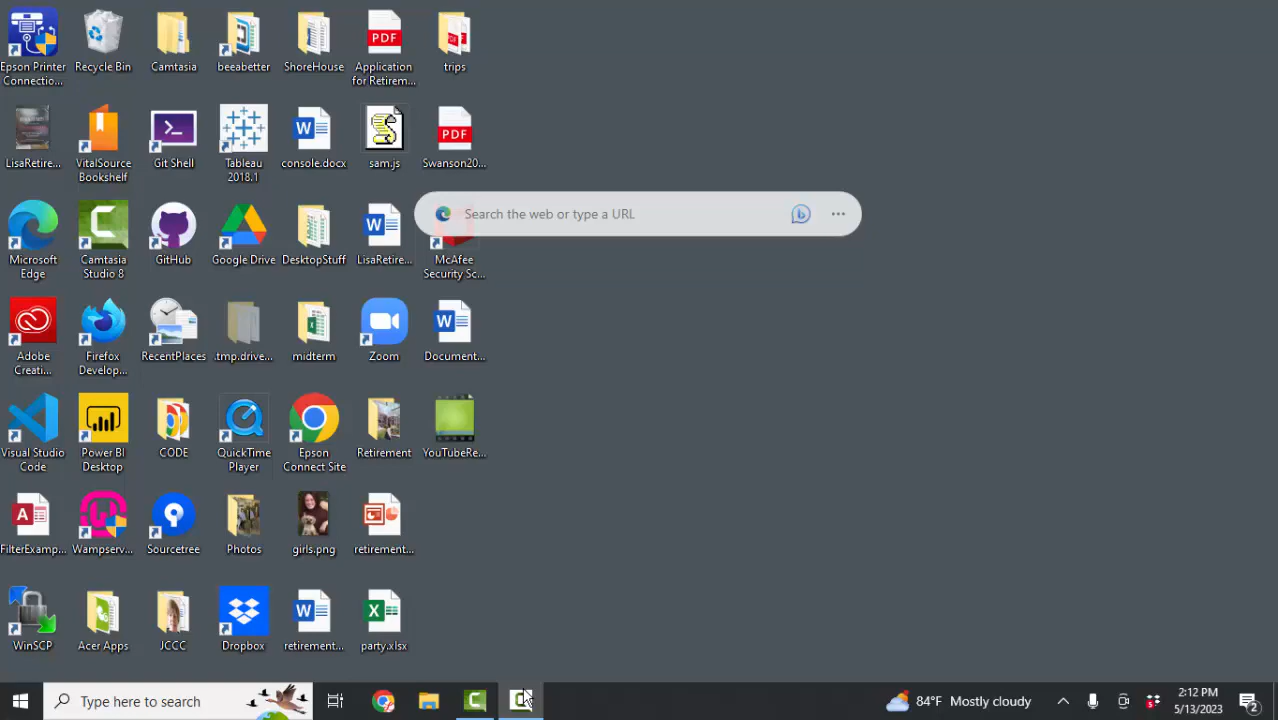 Epson Printer
Connectio...
Recycle Bin
Camtasia
beeabetter
ShoreHouse
PDF
Application
for Retirem...
trips
LisaRetire...
VitalSource
Bookshelf
Git Shell
Tableau
2018.1
console.docx
sam.js
PDF
Swanson20...
Search the web or type a URL
Microsoft
Edge
Camtasia
Studio 8
GitHub
Google Drive
DesktopStuff
LisaRetire...
McAfee
Security Sc...
Adobe
Creati...
Firefox
Develop...
RecentPlaces
.tmp.drive...
midterm
Zoom
Document...
Visual Studio
Code
Power BI
Desktop
CODE
QuickTime
Player
Epson
Connect Site
Retirement
YouTubeRe...
FilterExamp...
Wampserv...
Sourcetree
Photos
girls.png
retirement...
WinSCP
Acer Apps
JCCC
Dropbox
retirement...
party.xlsx
Type here to search
84°F Mostly cloudy
2:12 PM
5/13/2023
2